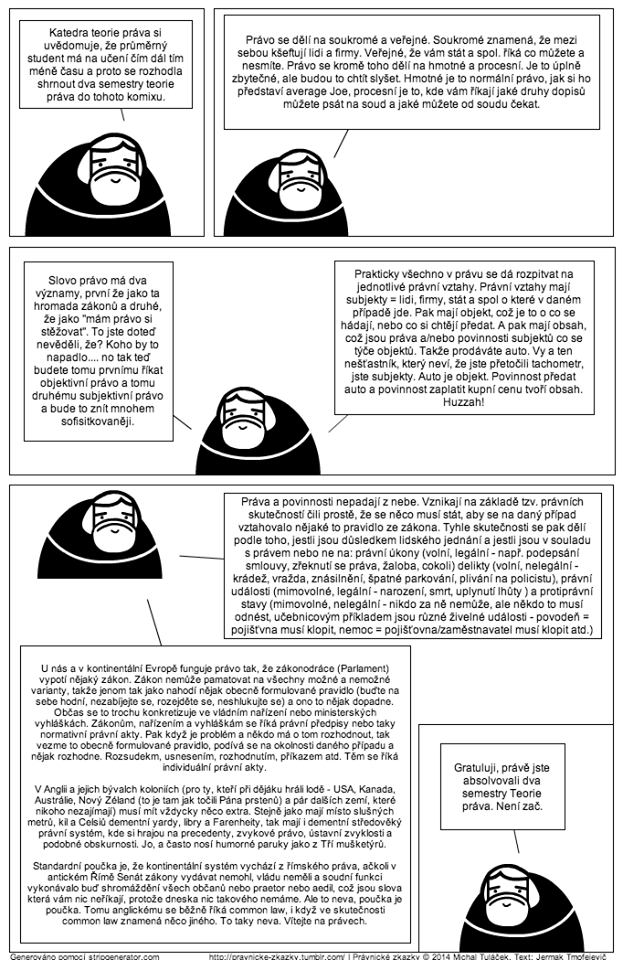 Katedra teorie práva si
uvědomuje, že průměrný
student má na učení čím dál tím
méně času a proto se rozhodla
shrnout dva semestry teorie
práva do tohoto komixu.
Právo se dělí na soukromé a veřejné. Soukromé znamená, že mezi
sebou kšeftují lidi a firmy. Veřejné, že vám stát a spol. říká co můžete a
nesmíte. Právo se kromě toho dělí na hmotné a procesní. Je to úplně
zbytečné, ale budou to chtít slyšet. Hmotné je to normální právo, jak si ho
představí average Joe, procesní je to, kde vám říkají jaké druhy dopisů
můžete psát na soud a jaké můžete od soudu čekat.
Slovo právo má dva
významy, první že jako ta
hromada zákonů a druhé,
že jako "mám právo si
stěžovat". To jste doteď
nevěděli, že? Koho by to
napadlo.... no tak teď
budete tomu prvnímu říkat
objektivní právo a tomu
druhému subjektivní právo
a bude to znít mnohem
sofisitkovaněji.
Prakticky všechno v právu se dá rozpitvat na
jednotlivé právní vztahy. Právní vztahy mají
subjekty = lidi, firmy, stát a spol o které v daném
případě jde. Pak mají objekt, což je to o co se
hádají, nebo co si chtějí předat. A pak mají obsah,
což jsou práva a/nebo povinnosti subjektů co se
týče objektů. Takže prodáváte auto. Vy a ten
nešťastník, který neví, že jste přetočili tachometr,
jste subjekty. Auto je objekt. Povinnost předat
auto a povinnost zaplatit kupní cenu tvoří obsah.
Huzzah!
Práva a povinnosti nepadají z nebe. Vznikají na základě tzv. právních
skutečností čili prostě, že se něco musí stát, aby se na daný případ
vztahovalo nějaké to pravidlo ze zákona. Tyhle skutečnosti se pak dělí
podle toho, jestli jsou důsledkem lidského jednání a jestli jsou v souladu
s právem nebo ne na: právní úkony (volní, legální - např. podepsání
smlouvy, zřeknutí se práva, žaloba, cokoli) delikty (volní, nelegální -
krádež, vražda, znásilnění, špatné parkování, plivání na policistu), právní
události (mimovolné, legální - narození, smrt, uplynutí lhůty ) a protiprávní
stavy (mimovolné, nelegální - nikdo za ně nemůže, ale někdo to musí
odnést, učebnicovým příkladem jsou různé živelné události - povodeň =
pojišťvna musí klopit, nemoc = pojišťovna/zaměstnavatel musí klopit atd.)
U nás a v kontinentální Evropě funguje právo tak, že zákonodráce (Parlament)
vypotí nějaký zákon. Zákon nemůže pamatovat na všechny možné a nemožné
varianty, takže jenom tak jako nahodí nějak obecně formulované pravidlo (buďte na
sebe hodní, nezabíjejte se, rozejděte se, neshlukujte se) a ono to nějak dopadne.
Občas se to trochu konkretizuje ve vládním nařízení nebo ministerských
vyhláškách. Zákonům, nařízením a vyhláškám se říká právní předpisy nebo taky
normativní právní akty. Pak když je problém a někdo má o tom rozhodnout, tak
vezme to obecně formulované pravidlo, podívá se na okolnosti daného případu a
nějak rozhodne. Rozsudekm, usnesením, rozhodnutím, příkazem atd. Těm se říká
individuální právní akty.
V Anglii a jejich bývalch koloniích (pro ty, kteří při dějáku hráli lodě - USA, Kanada,
Austrálie, Nový Zéland (to je tam jak točili Pána prstenů) a pár dalších zemí, které
nikoho nezajímají) musí mít vždycky něco extra. Stejně jako mají místo slušných
metrů, kil a Celsiů dementní yardy, libry a Farenheity, tak mají i dementní středověký
právní systém, kde si hrajou na precedenty, zvykové právo, ústavní zvyklosti a
podobné obskurnosti. Jo, a často nosí humorné paruky jako z Tří mušketýrů.
Standardní poučka je, že kontinentální systém vychází z římského práva, ačkoli v
antickém Římě Senát zákony vydávat nemohl, vládu neměli a soudní funkci
vykonávalo buď shromáždění všech občanů nebo praetor nebo aedil, což jsou slova
která vám nic neříkají, protože dneska nic takového nemáme. Ale to neva, poučka je
poučka. Tomu anglickému se běžně říká common law, i když ve skutečnosti
common law znamená něco jiného. To taky neva. Vítejte na právech.
Gratuluji, právě jste
absolvovali dva
semestry Teorie
práva. Není zač.
Generováno pomocí stripgenerator.com http://pravnicke-zkazky.tumblr.com/ | Právnické zkazky © 2014 Michal Tuláček, Text: Jermak Tmofejevič